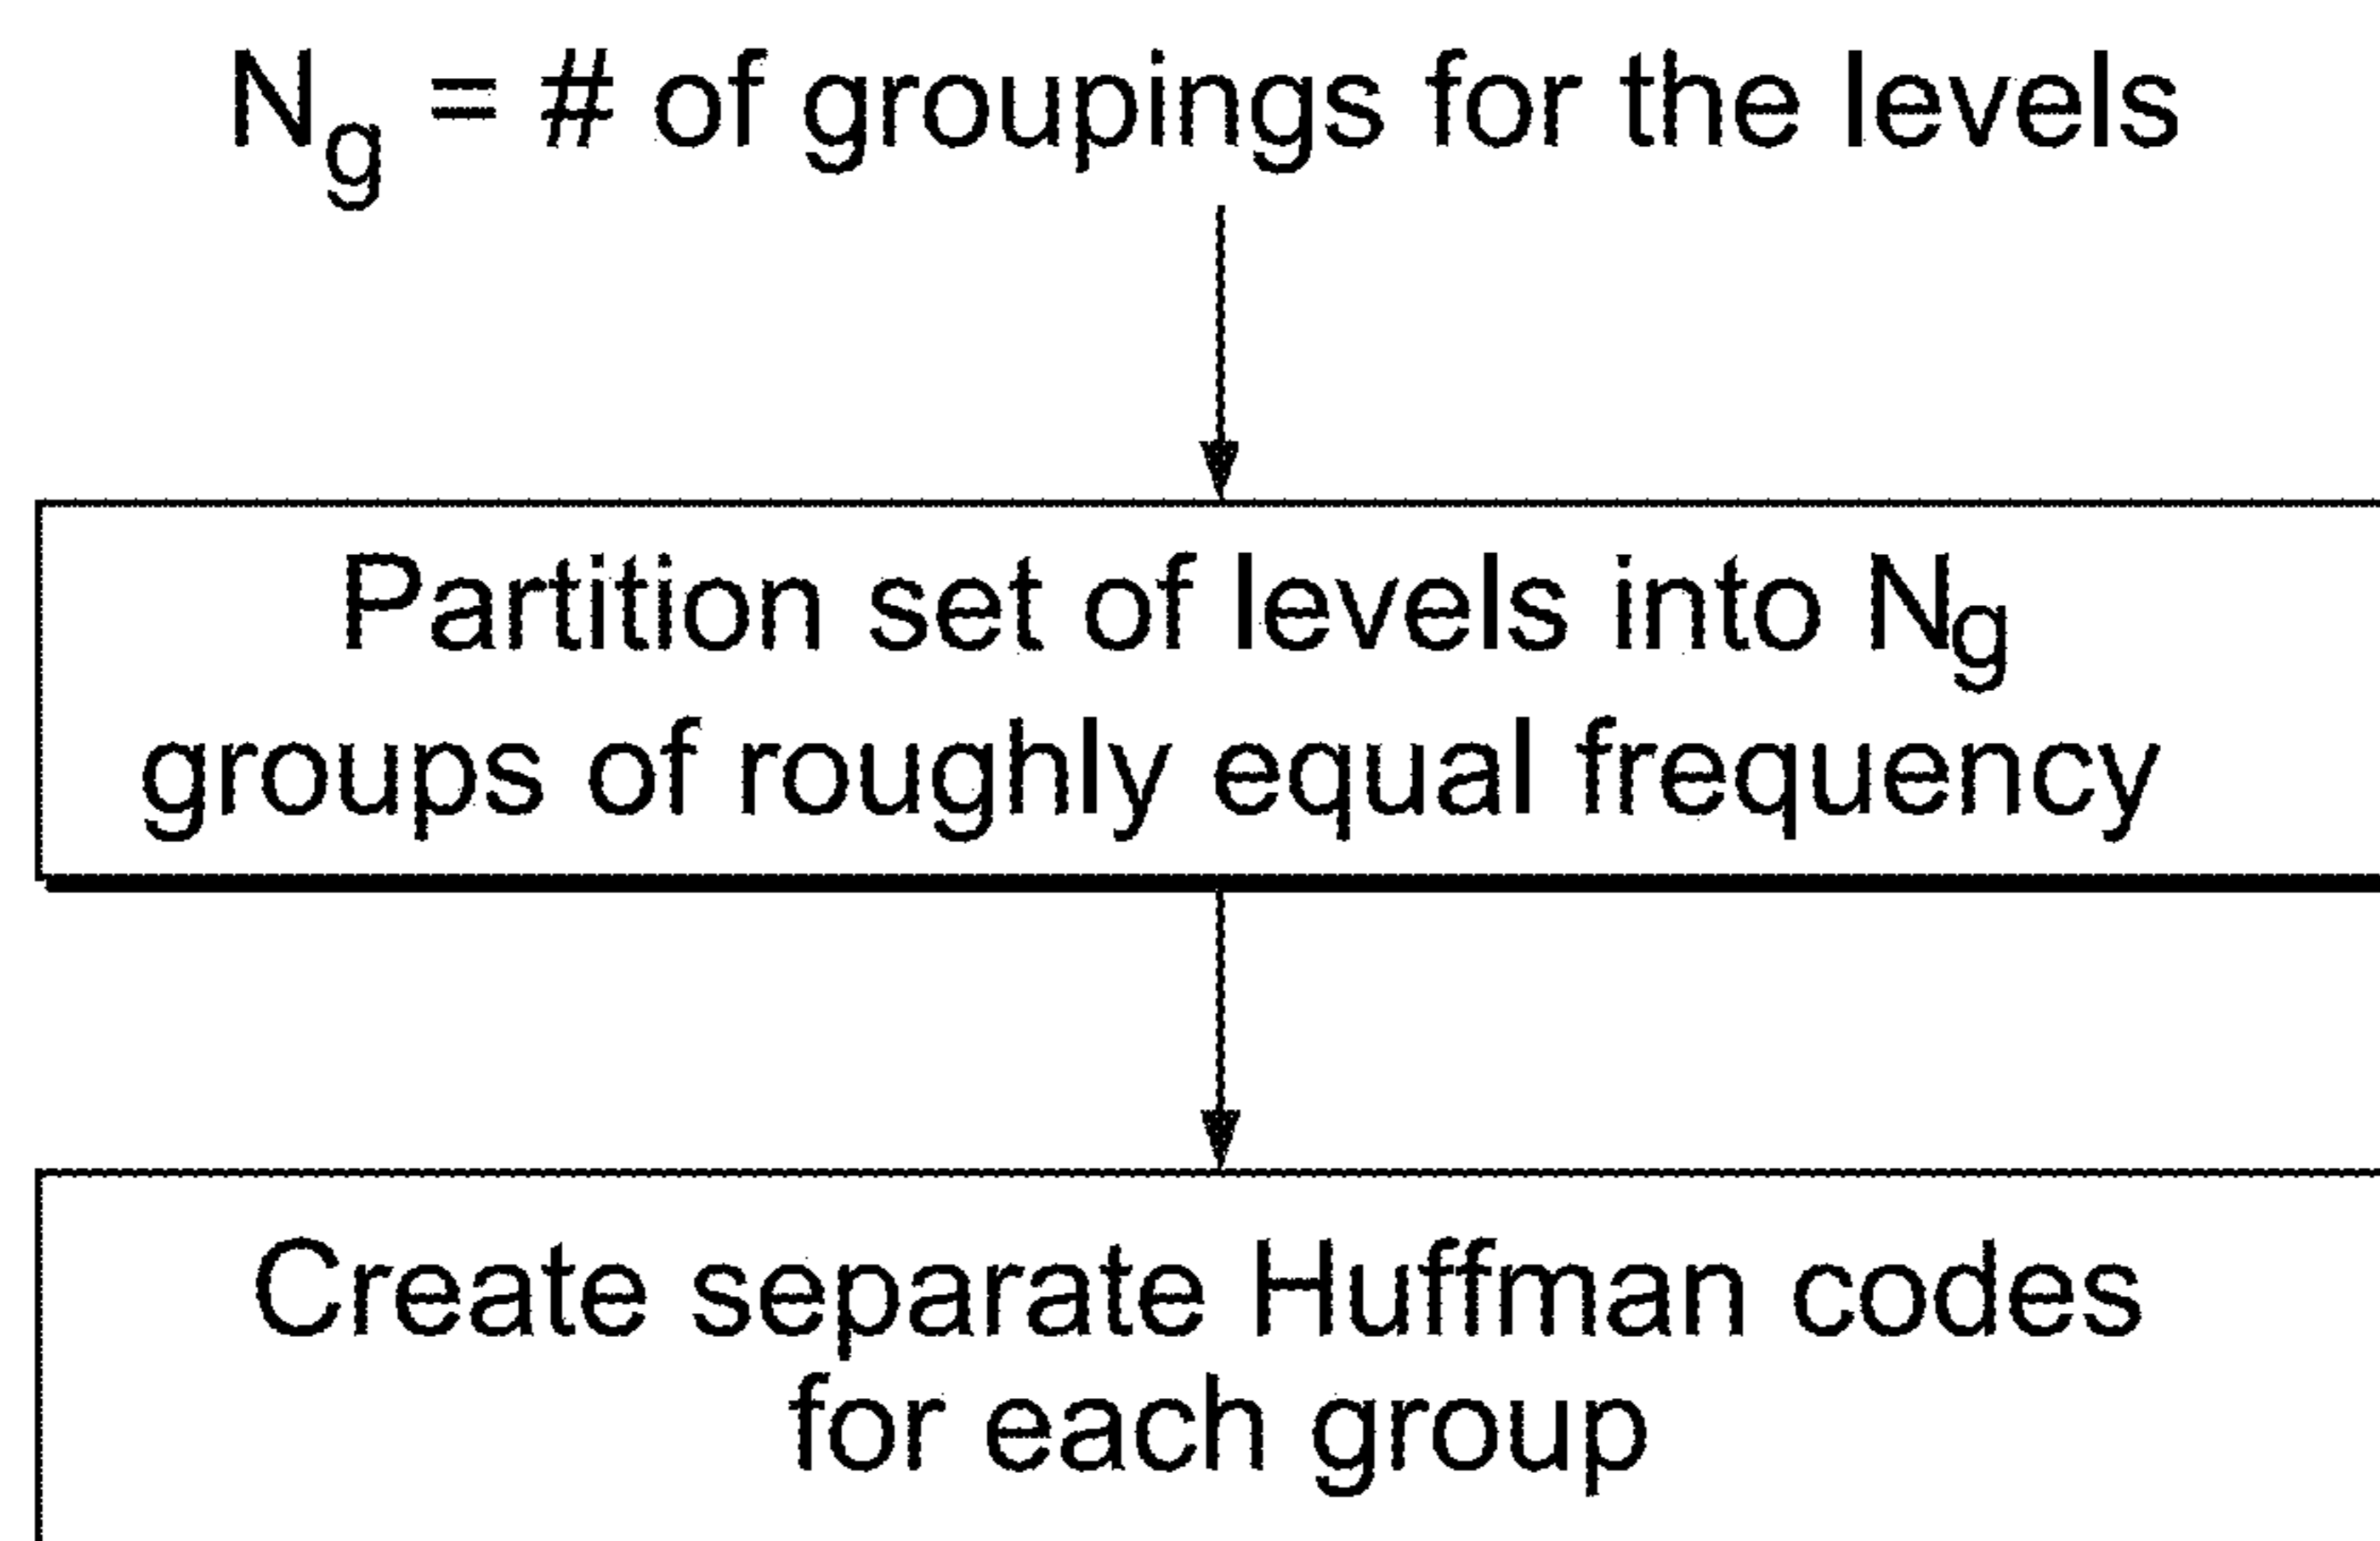 Ng = # of groupings for the levels
Partition set of levels into Ng
groups of roughly equal frequency
Create separate Huffman codes
for each group